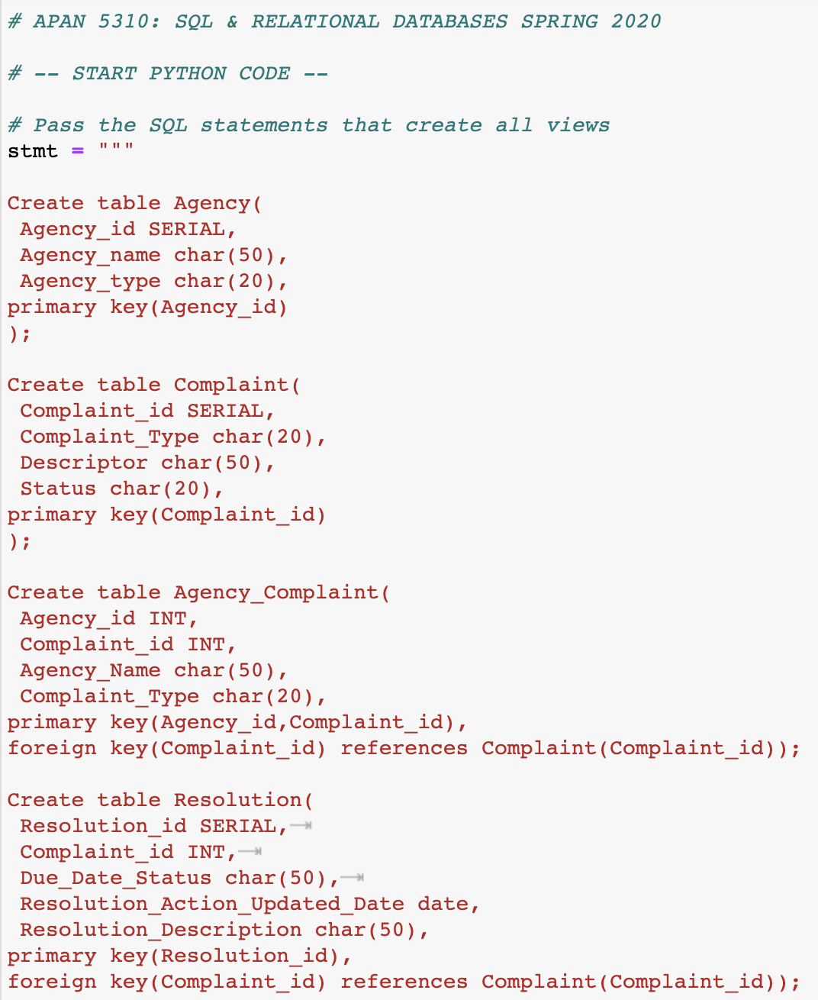 # APAN 5310: SQL & RELATIONAL DATABASES SPRING 2020
# -- START PYTHON CODE --
# Pass the SQL statements that create all views
stmt = """
Create table Agency(
Agency_id SERIAL,
Agency_name char(50),
Agency_type char(20),
primary key(Agency_id)
);
Create table Complaint(
Complaint_id SERIAL,
Complaint_Type char(20),
Descriptor char(50),
Status char(20),
primary key(Complaint_id)
);
Create table Agency_Complaint(
Agency_id INT,
Complaint_id INT,
Agency_Name char(50),
Complaint_Type char(20),
primary key(Agency_id,Complaint_id),
foreign key(Complaint_id) references Complaint(Complaint_id));
Create table Resolution(
Resolution_id SERIAL,
Complaint_id INT,
Due_Date_Status char(50),
Resolution_Action_Updated_Date date,
Resolution_Description char(50),
primary key(Resolution_id),
foreign key(Complaint_id) references Complaint(Complaint_id));